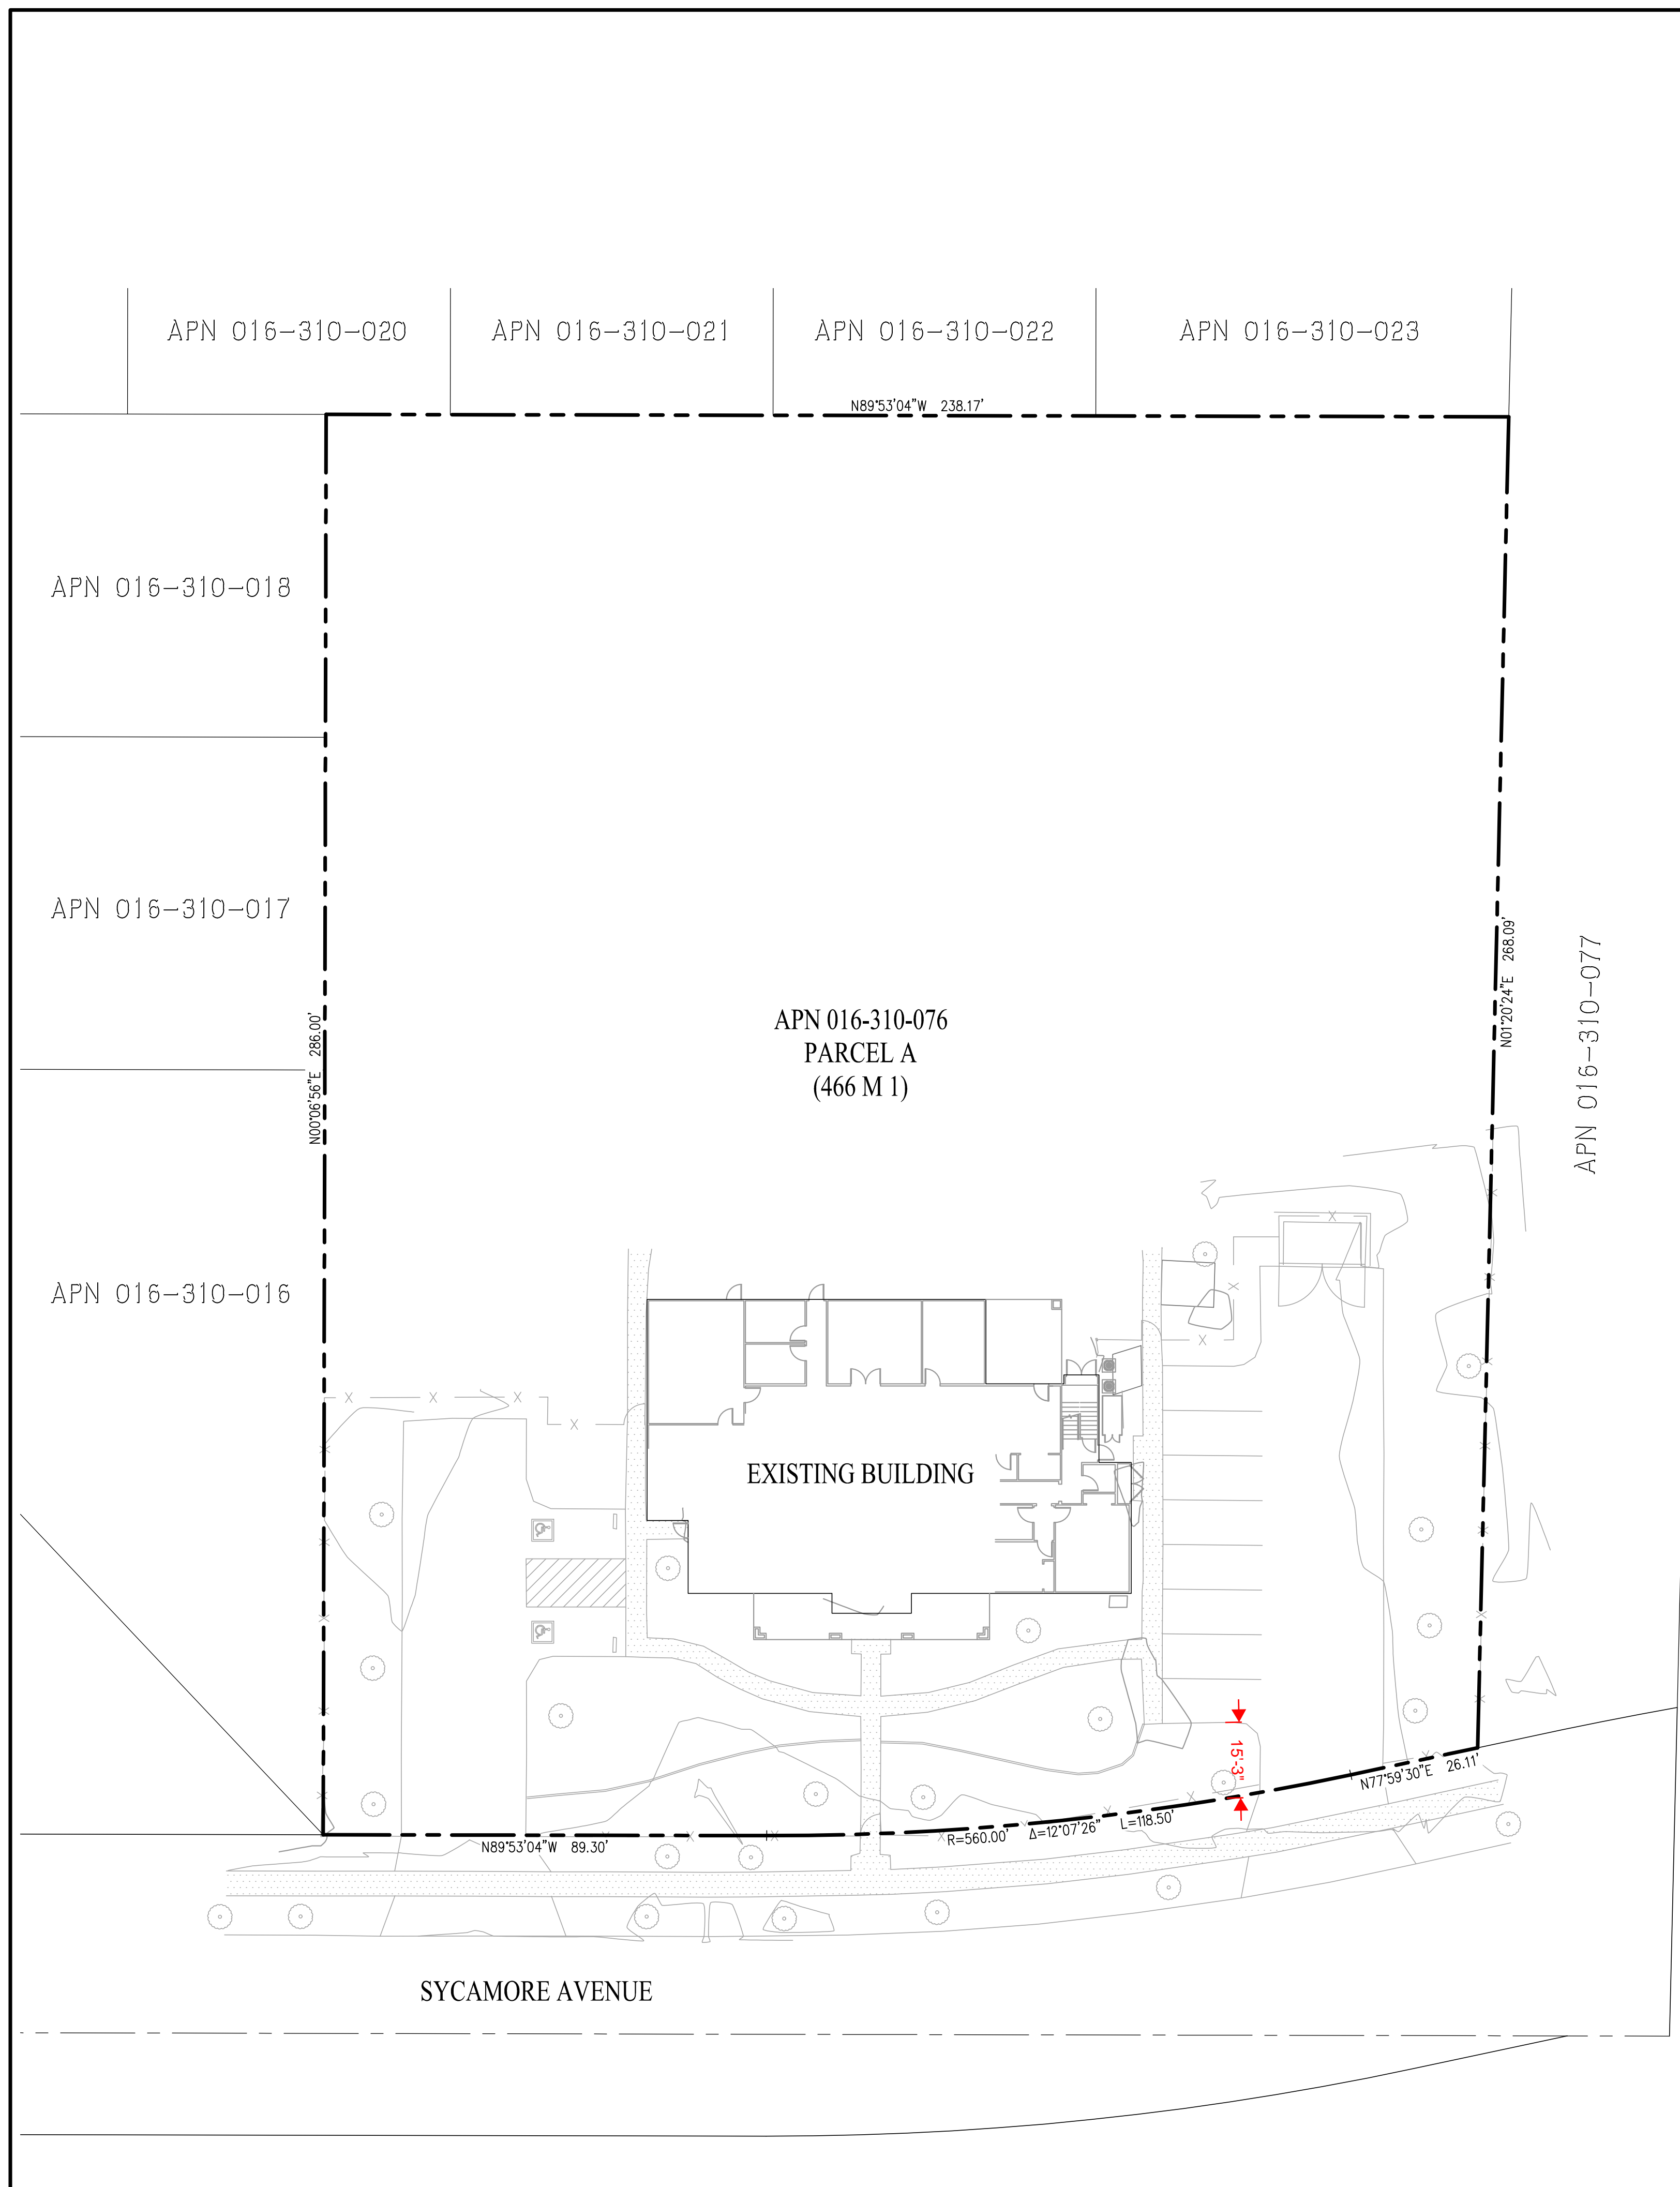 APN 016-310-020
APN 016-310-021
APN 016-310-022
APN 016-310-023
N89°53'04"W 238.17'
APN 016-310-018
APN 016-310-017
N00°06'56"E 286.00'
N01°20'24"E 268.09'
APN 016-310-077
APN 016-310-076
PARCEL A
(466 M 1)
APN 016-310-016
EXISTING BUILDING
15'-3"
N77°59'30"E 26.11'
N89°53'04"W 89.30'
R=560.00' Δ=12°07'26" L=118.50'
SYCAMORE AVENUE